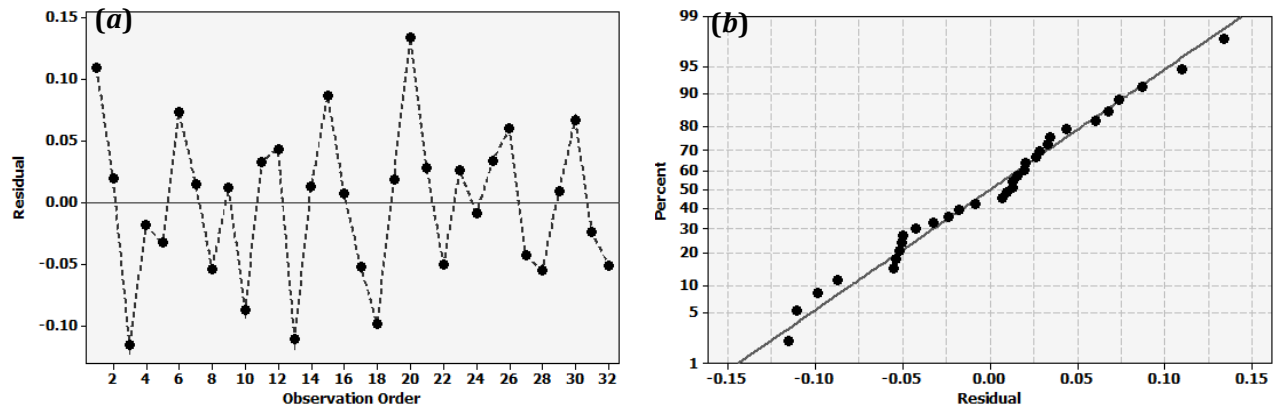 (a)
0.15
0.10
0.05
0.00
-0.05
-0.10
Residual
2 4 6 8 10 12 14 16 18 20 22 24 26 28 30 32
Observation Order
(b)
99
95
90
80
70
60
50
40
30
20
10
5
1
Percent
-0.15 -0.10 -0.05 0.00 0.05 0.10 0.15
Residual